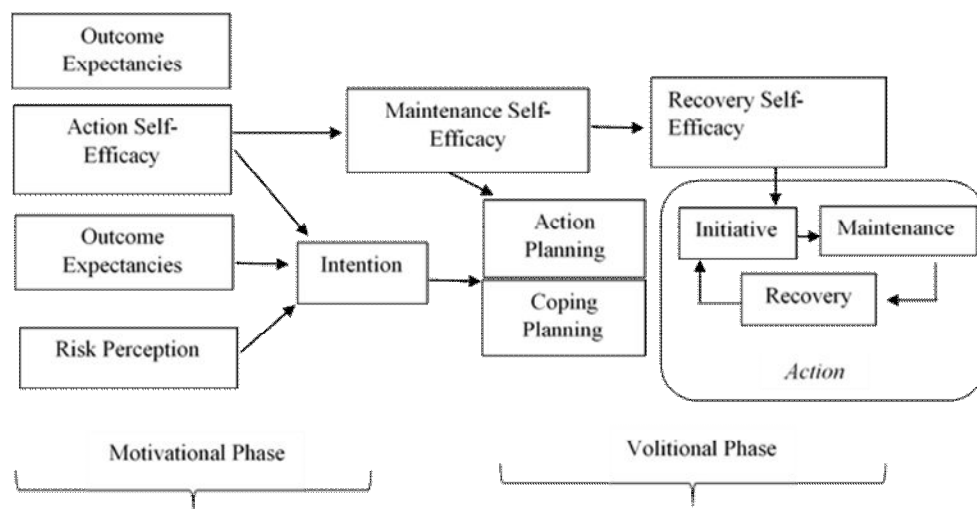 Outcome
Expectancies
Action Self-
Efficacy
Outcome
Expectancies
Risk Perception
Intention
Maintenance Self-
Efficacy
Action
Planning
Coping
Planning
Recovery Self-
Efficacy
Initiative
Maintenance
Recovery
Action
Motivational Phase
Volitional Phase